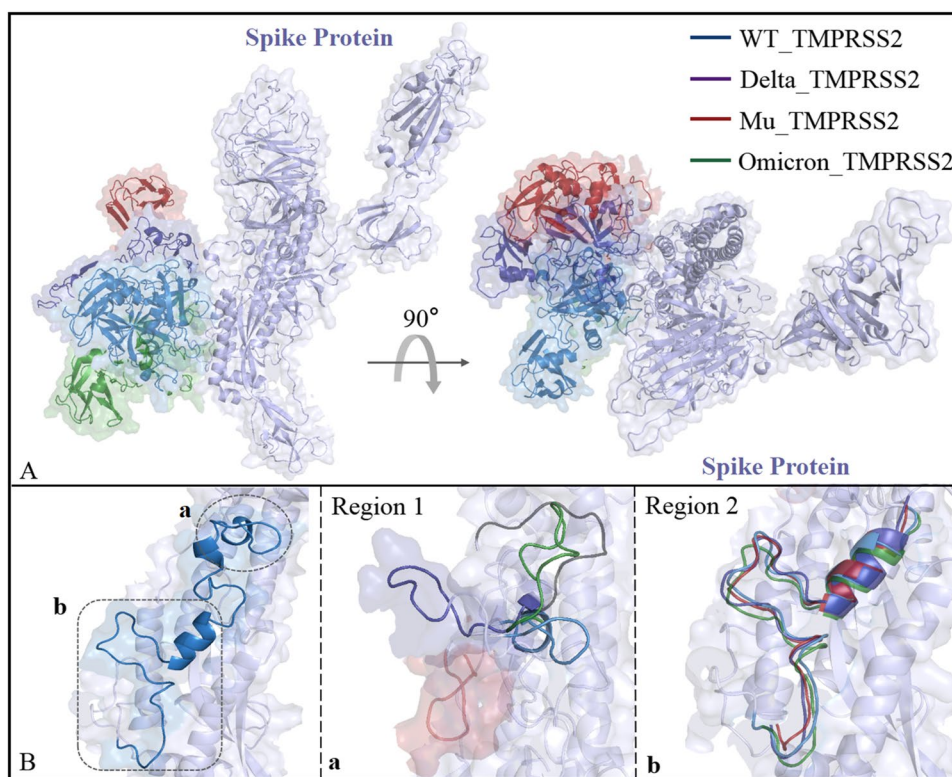 Spike Protein
WT_TMPRSS2
Delta_TMPRSS2
Mu_TMPRSS2
Omicron_TMPRSS2
90°
A
Spike Protein
a
b
B
Region 1
a
Region 2
b